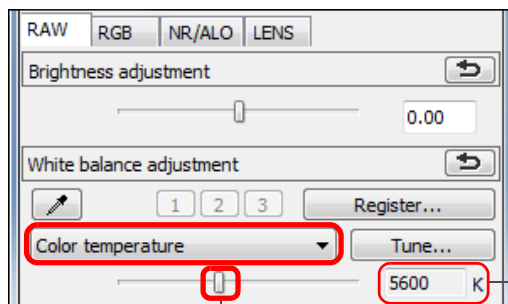 RAW RGB NR/ALO LENS
Brightness adjustment
0.00
White balance adjustment
1 2 3 Register...
Color temperature Tune...
5600 K